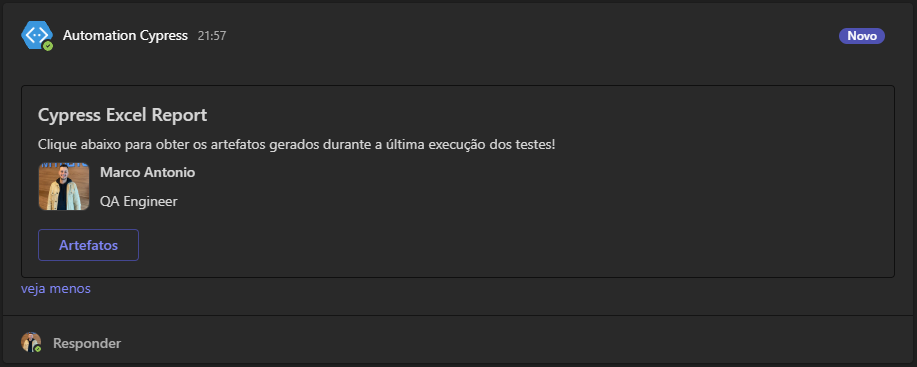 Automation Cypress 21:57
Novo
Cypress Excel Report
Clique abaixo para obter os artefatos gerados durante a última execução dos testes!
Marco Antonio
QA Engineer
Artefatos
veja menos
Responder